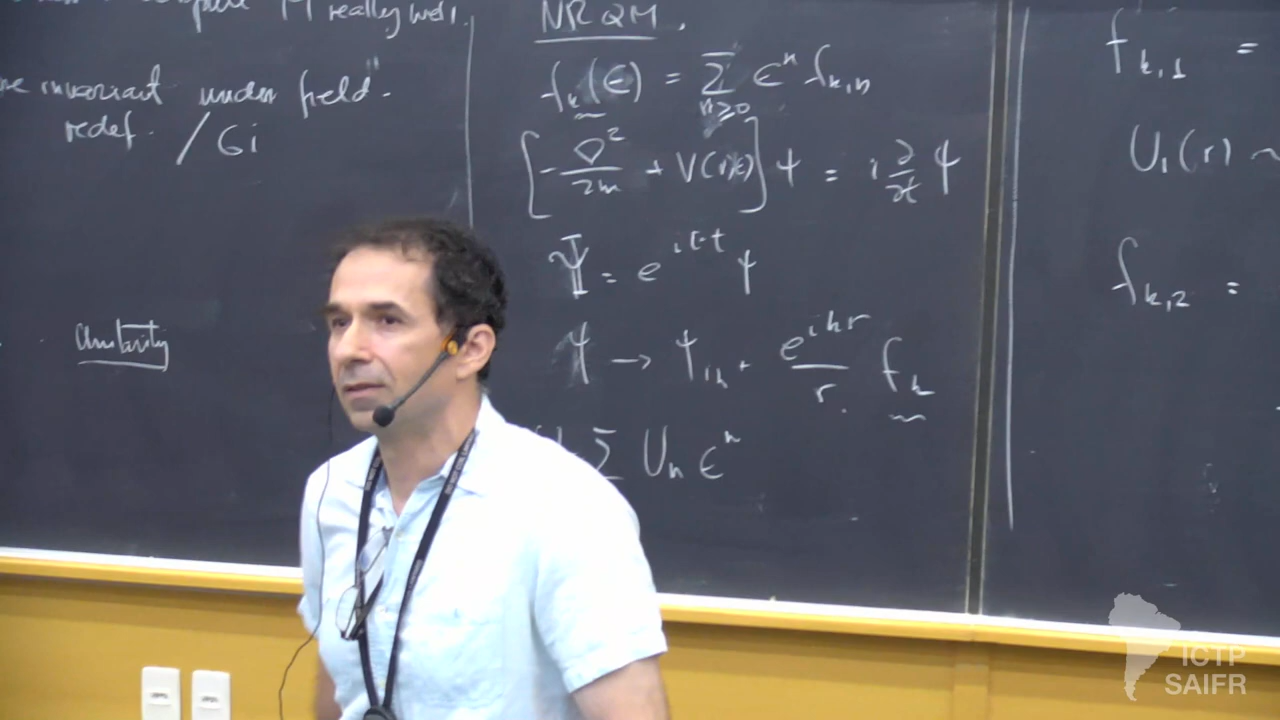 M really well.
invariant under field"
redef. / Gi
Unitarity
NRQM.
f_k(ϵ) = Σ_{n≥0} ϵ^n f_{k,n}
[-∇²/2m + V(r,ϵ)] ψ = i ∂/∂t ψ
Ψ = e^{iEt} ψ
ψ → ψ_{in} + e^{ikr}/r f_k
Σ U_n ϵ^n
f_{k,1} =
U_1(r) ~
f_{k,2} =
ICTP
SAIFR